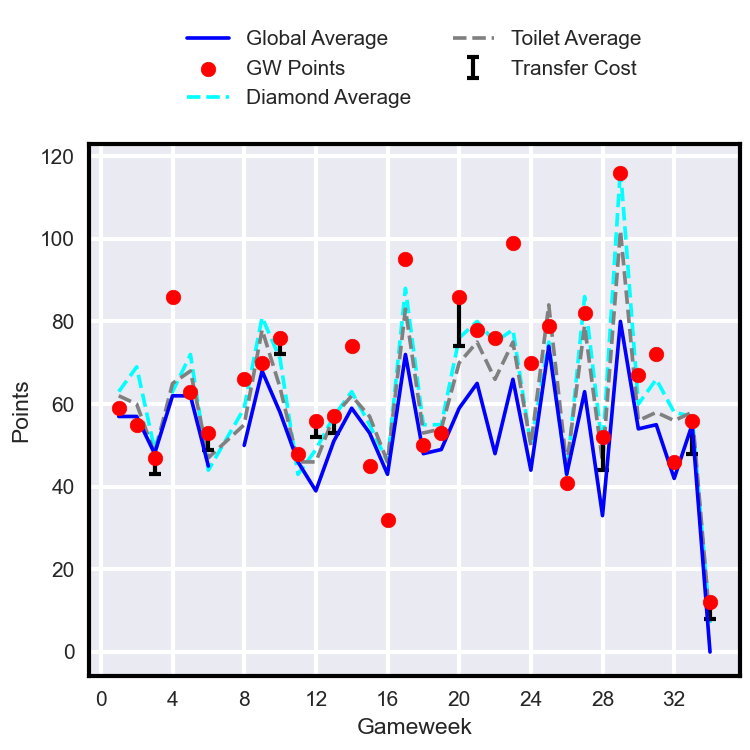 Global Average
GW Points
Diamond Average
Toilet Average
Transfer Cost
120
100
80
60
40
20
0
Points
0 4 8 12 16 20 24 28 32
Gameweek